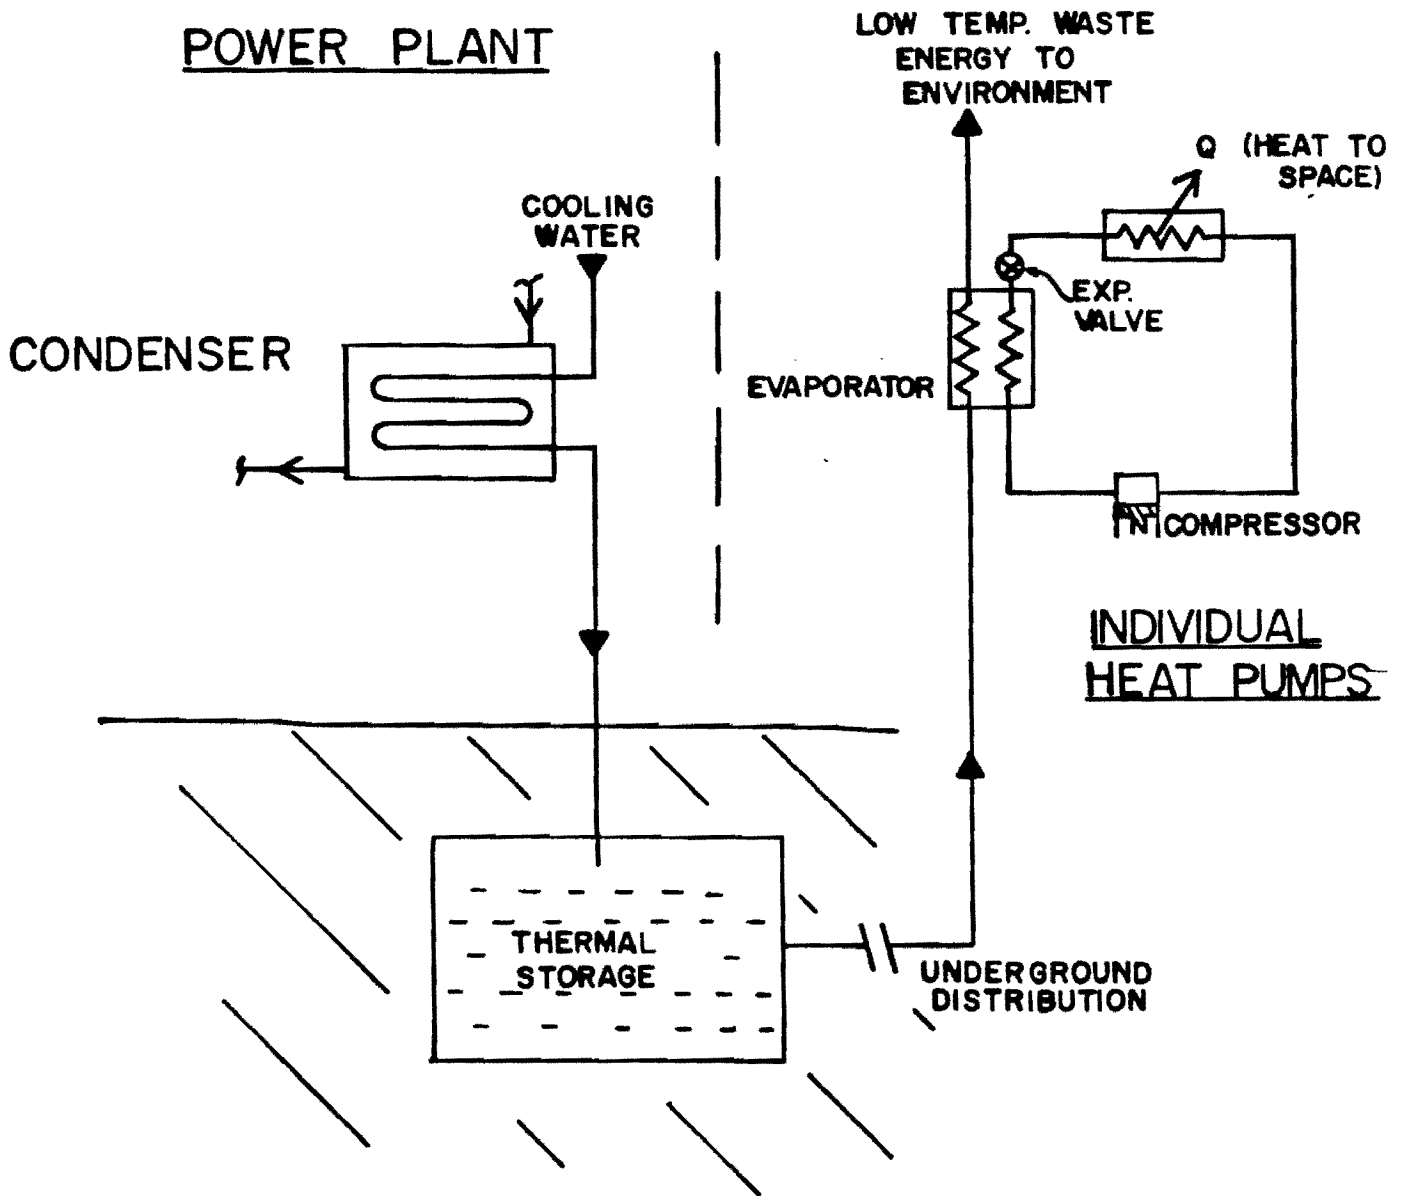 POWER PLANT
LOW TEMP. WASTE
ENERGY TO
ENVIRONMENT
Q (HEAT TO
SPACE)
COOLING
WATER
EXP.
VALVE
CONDENSER
EVAPORATOR
COMPRESSOR
INDIVIDUAL
HEAT PUMPS
THERMAL
STORAGE
UNDERGROUND
DISTRIBUTION